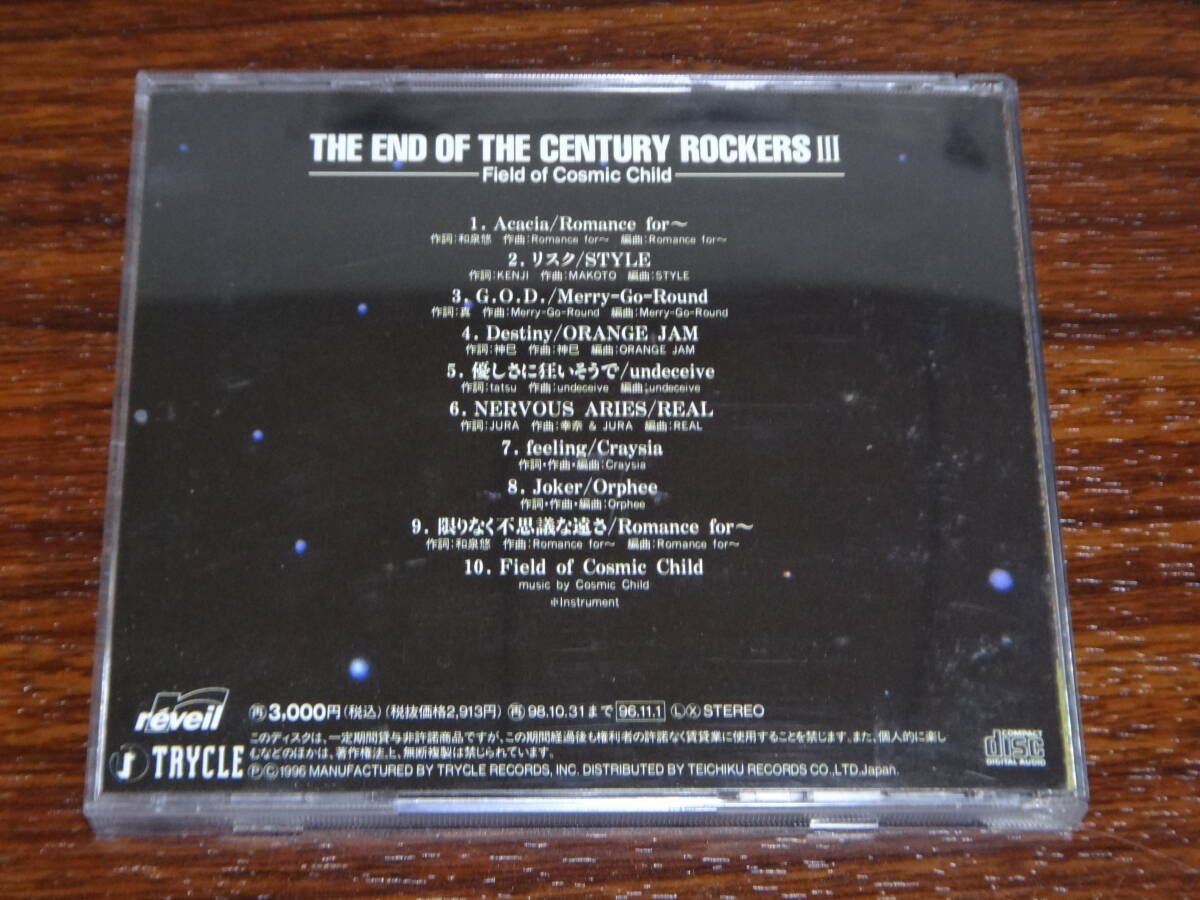 THE END OF THE CENTURY ROCKERS III
Field of Cosmic Child
1. Acacia/Romance for〜
作詞:和泉悠 作曲:Romance for〜 編曲:Romance for〜
2. リスク/STYLE
作詞:KENJI 作曲:MAKOTO 編曲:STYLE
3. G.O.D./Merry-Go-Round
作詞:真 作曲:Merry-Go-Round 編曲:Merry-Go-Round
4. Destiny/ORANGE JAM
作詞:神巳 作曲:神巳 編曲:ORANGE JAM
5. 優しさに狂いそうで/undeceive
作詞:tatsu 作曲:undeceive 編曲:undeceive
6. NERVOUS ARIES/REAL
作詞:JURA 作曲:幸奈 & JURA 編曲:REAL
7. feeling/Craysia
作詞・作曲・編曲:Craysia
8. Joker/Orphee
作詞・作曲・編曲:Orphee
9. 限りなく不思議な遠さ/Romance for〜
作詞:和泉悠 作曲:Romance for〜 編曲:Romance for〜
10. Field of Cosmic Child
music by Cosmic Child
※Instrument
réveil
㊢3,000円(税込)(税抜価格2,913円)㊢98.10.31まで 96.11.1 ⓁⓍ STEREO
このディスクは、一定期間貸与非許諾商品ですが、この期間経過後も権利者の許諾なく賃貸業に使用することを禁じます。また、個人的に楽し
むなどのほかは、著作権法上、無断複製は禁じられています。
TRYCLE
ⓅⒸ1996 MANUFACTURED BY TRYCLE RECORDS, INC. DISTRIBUTED BY TEICHIKU RECORDS CO.,LTD.Japan.
COMPACT
disc
DIGITAL AUDIO